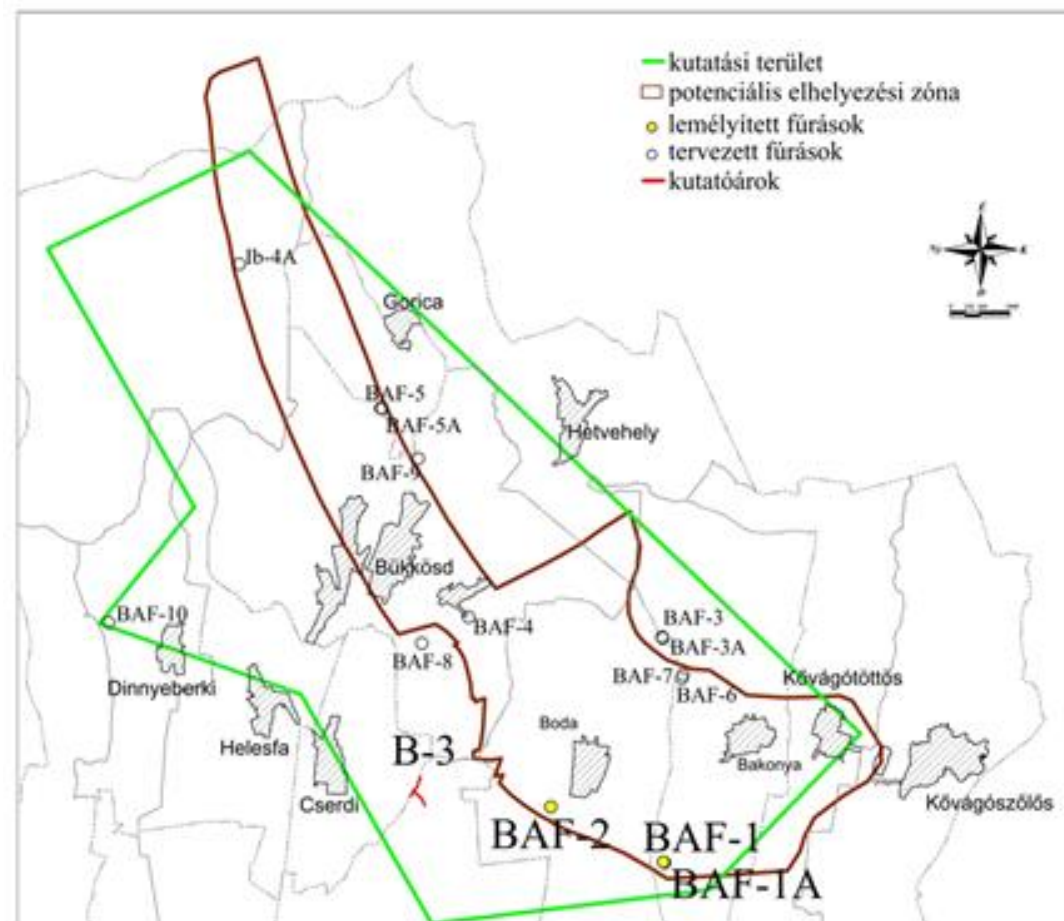 kutatási terület
potenciális elhelyezési zóna
lemélyített fúrások
tervezett fúrások
kutatóárok
Ib-4A
Gorica
BAF-5
BAF-5A
Hetvehely
BAF-9
Bükkösd
BAF-10
BAF-4
BAF-3
BAF-3A
Dinnyeberki
BAF-8
BAF-7
BAF-6
Kővágótöttös
Helesfa
Boda
Bakonya
B-3
Cserdi
Kővágószőlős
BAF-2
BAF-1
BAF-1A